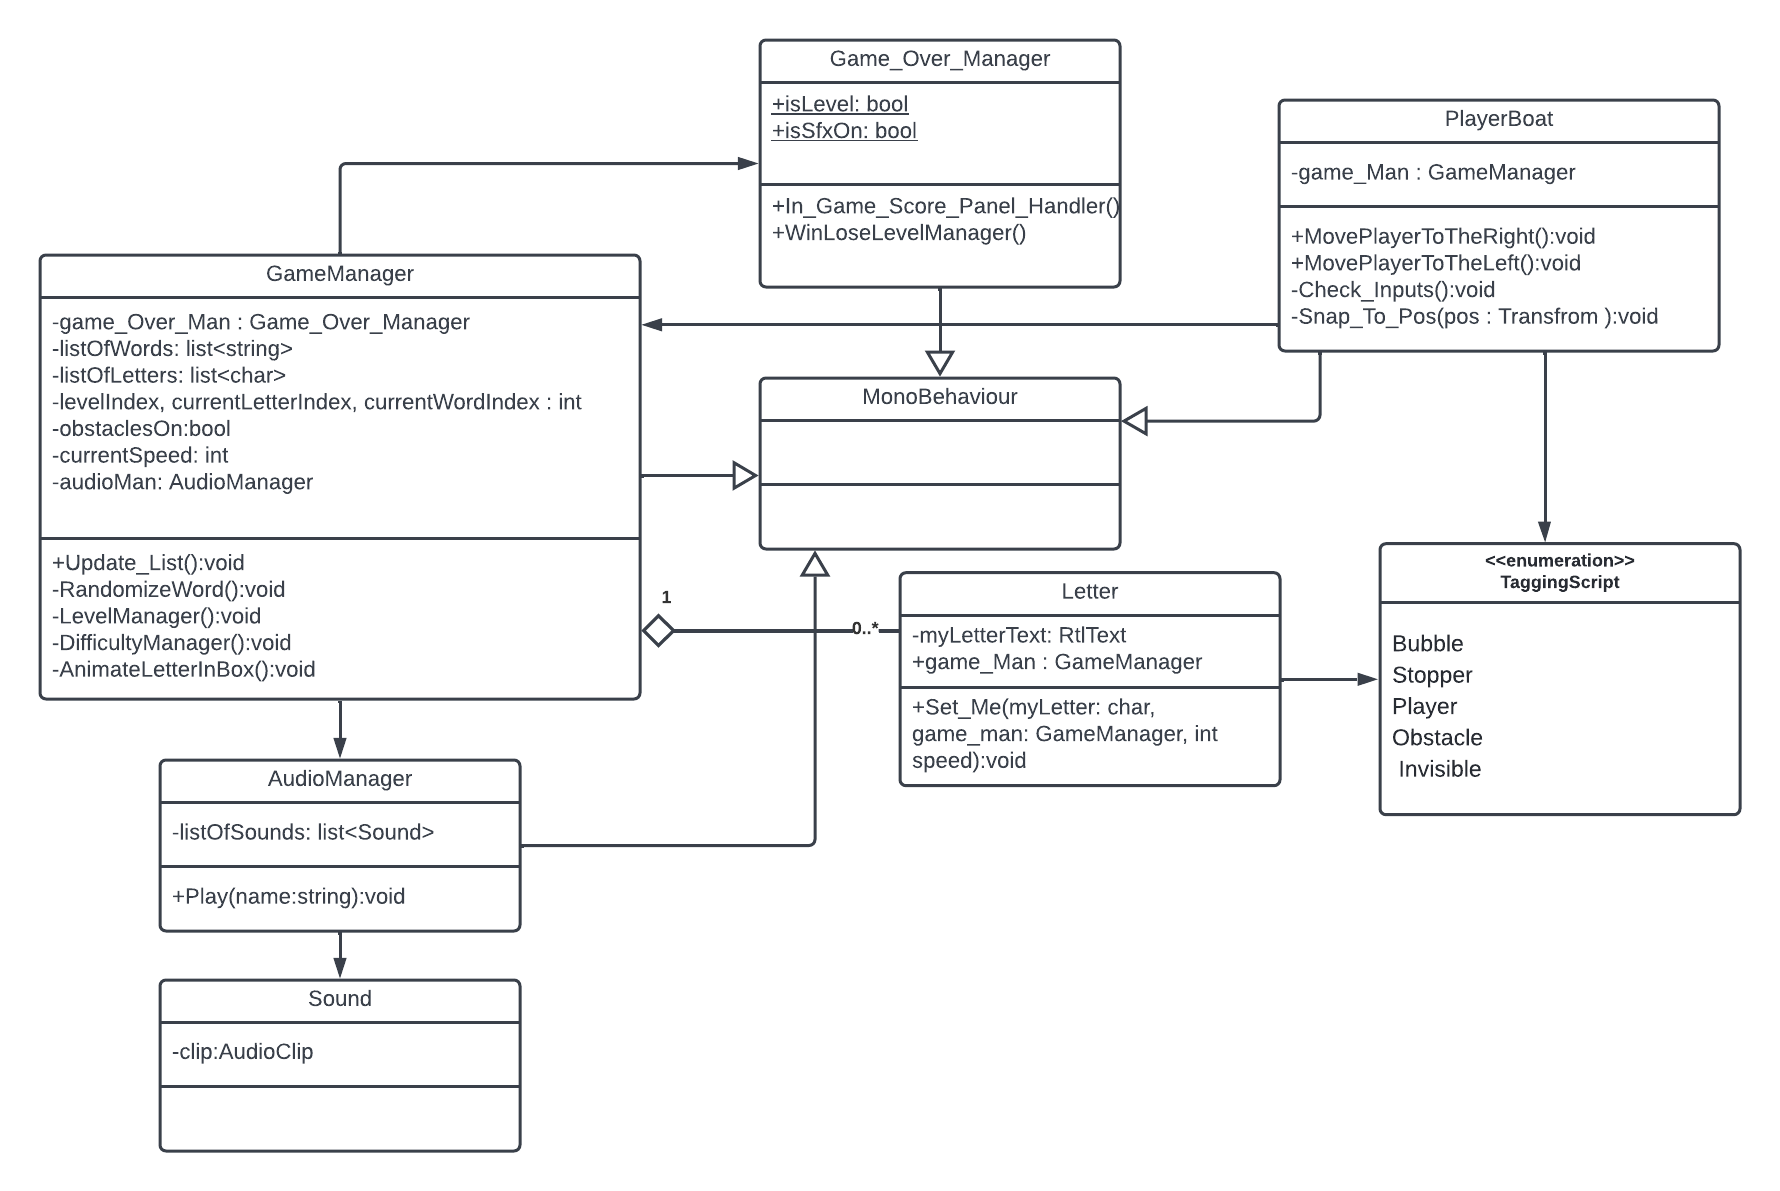 Game_Over_Manager
+isLevel: bool
+isSfxOn: bool
+In_Game_Score_Panel_Handler()
+WinLoseLevelManager()
PlayerBoat
-game_Man : GameManager
+MovePlayerToTheRight():void
+MovePlayerToTheLeft():void
-Check_Inputs():void
-Snap_To_Pos(pos : Transfrom ):void
GameManager
-game_Over_Man : Game_Over_Manager
-listOfWords: list<string>
-listOfLetters: list<char>
-levelIndex, currentLetterIndex, currentWordIndex : int
-obstaclesOn:bool
-currentSpeed: int
-audioMan: AudioManager
+Update_List():void
-RandomizeWord():void
-LevelManager():void
-DifficultyManager():void
-AnimateLetterInBox():void
MonoBehaviour
1
0..*
Letter
-myLetterText: RtlText
+game_Man : GameManager
+Set_Me(myLetter: char,
game_man: GameManager, int
speed):void
<<enumeration>>
TaggingScript
Bubble
Stopper
Player
Obstacle
Invisible
AudioManager
-listOfSounds: list<Sound>
+Play(name:string):void
Sound
-clip:AudioClip